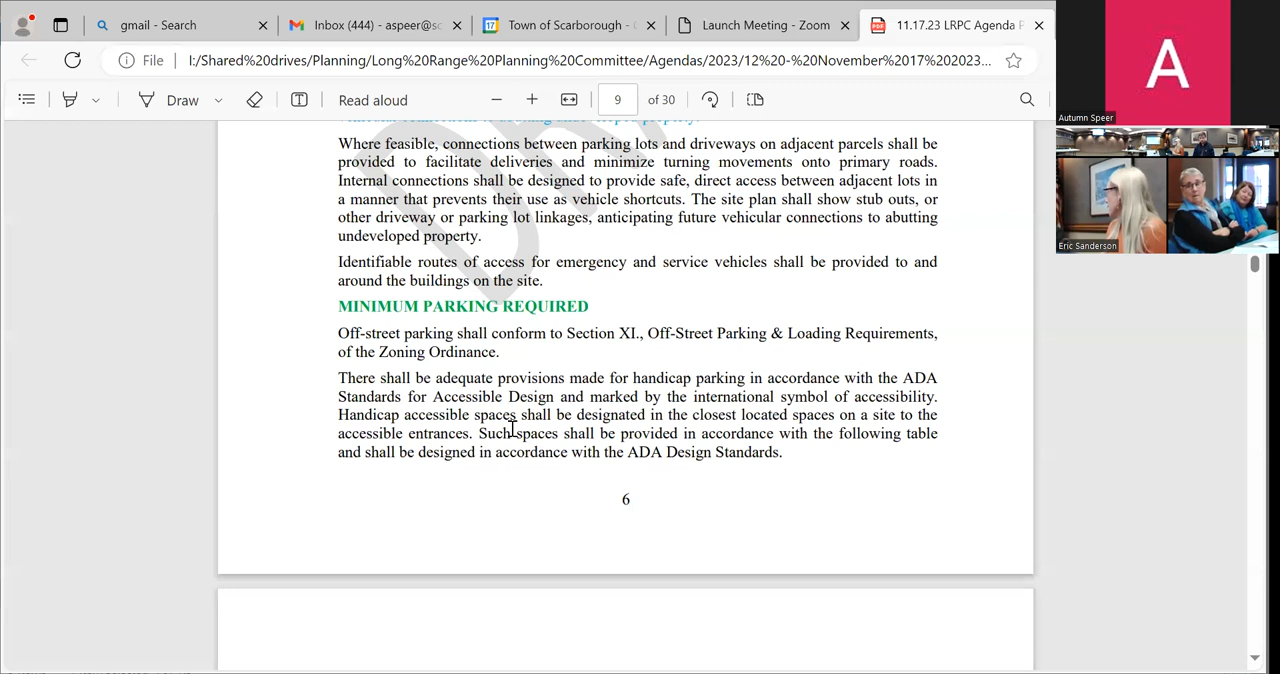 gmail - Search
Inbox (444) - aspeer@sc
Town of Scarborough -
Launch Meeting - Zoom
11.17.23 LRPC Agenda P
File
I:/Shared%20drives/Planning/Long%20Range%20Planning%20Committee/Agendas/2023/12%20-%20November%2017%202023...
Draw
Read aloud
9
of 30
A
Autumn Speer
Eric Sanderson
Where feasible, connections between parking lots and driveways on adjacent parcels shall be
provided to facilitate deliveries and minimize turning movements onto primary roads.
Internal connections shall be designed to provide safe, direct access between adjacent lots in
a manner that prevents their use as vehicle shortcuts. The site plan shall show stub outs, or
other driveway or parking lot linkages, anticipating future vehicular connections to abutting
undeveloped property.
Identifiable routes of access for emergency and service vehicles shall be provided to and
around the buildings on the site.
MINIMUM PARKING REQUIRED
Off-street parking shall conform to Section XI., Off-Street Parking & Loading Requirements,
of the Zoning Ordinance.
There shall be adequate provisions made for handicap parking in accordance with the ADA
Standards for Accessible Design and marked by the international symbol of accessibility.
Handicap accessible spaces shall be designated in the closest located spaces on a site to the
accessible entrances. Such spaces shall be provided in accordance with the following table
and shall be designed in accordance with the ADA Design Standards.
6